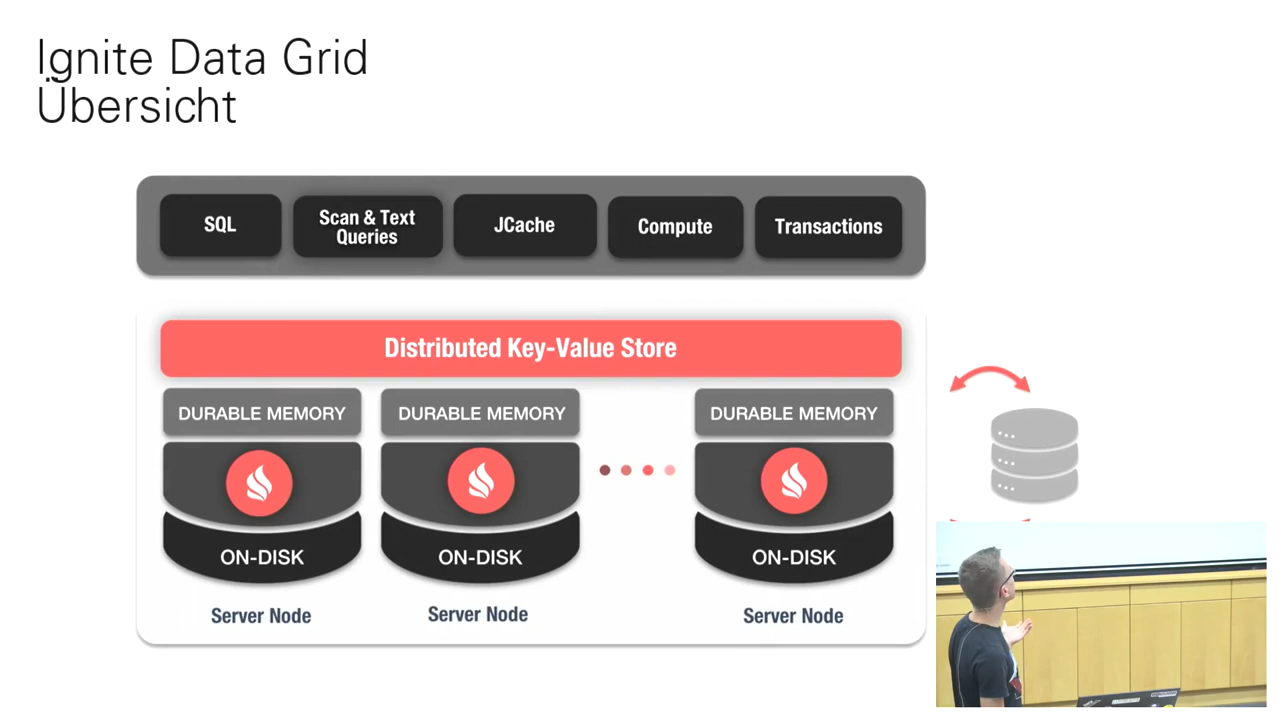 Ignite Data Grid
Übersicht
SQL
Scan & Text
Queries
JCache
Compute
Transactions
Distributed Key-Value Store
DURABLE MEMORY
DURABLE MEMORY
DURABLE MEMORY
ON-DISK
ON-DISK
ON-DISK
Server Node
Server Node
Server Node